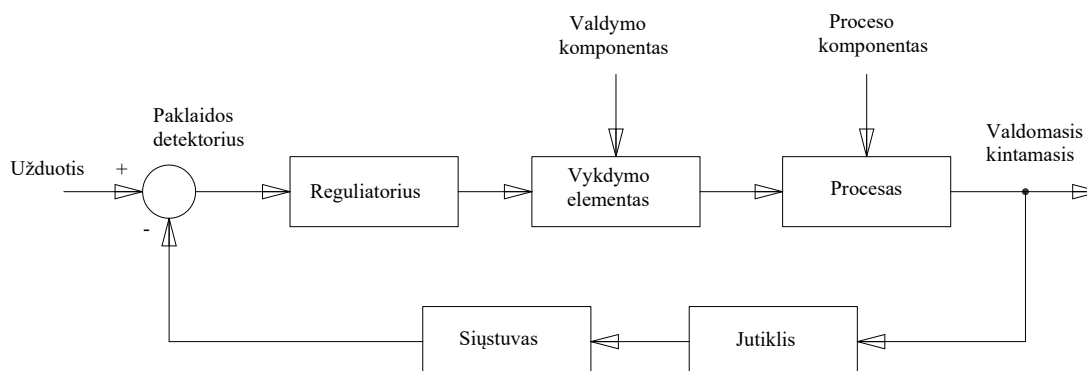 Valdymo
komponentas
Proceso
komponentas
Paklaidos
detektorius
Valdomasis
kintamasis
Užduotis
+
-
Reguliatorius
Vykdymo
elementas
Procesas
Siųstuvas
Jutiklis